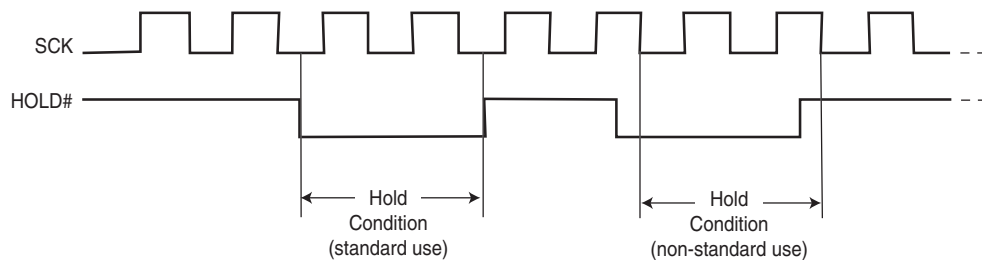 SCK
HOLD#
Hold
Condition
(standard use)
Hold
Condition
(non-standard use)